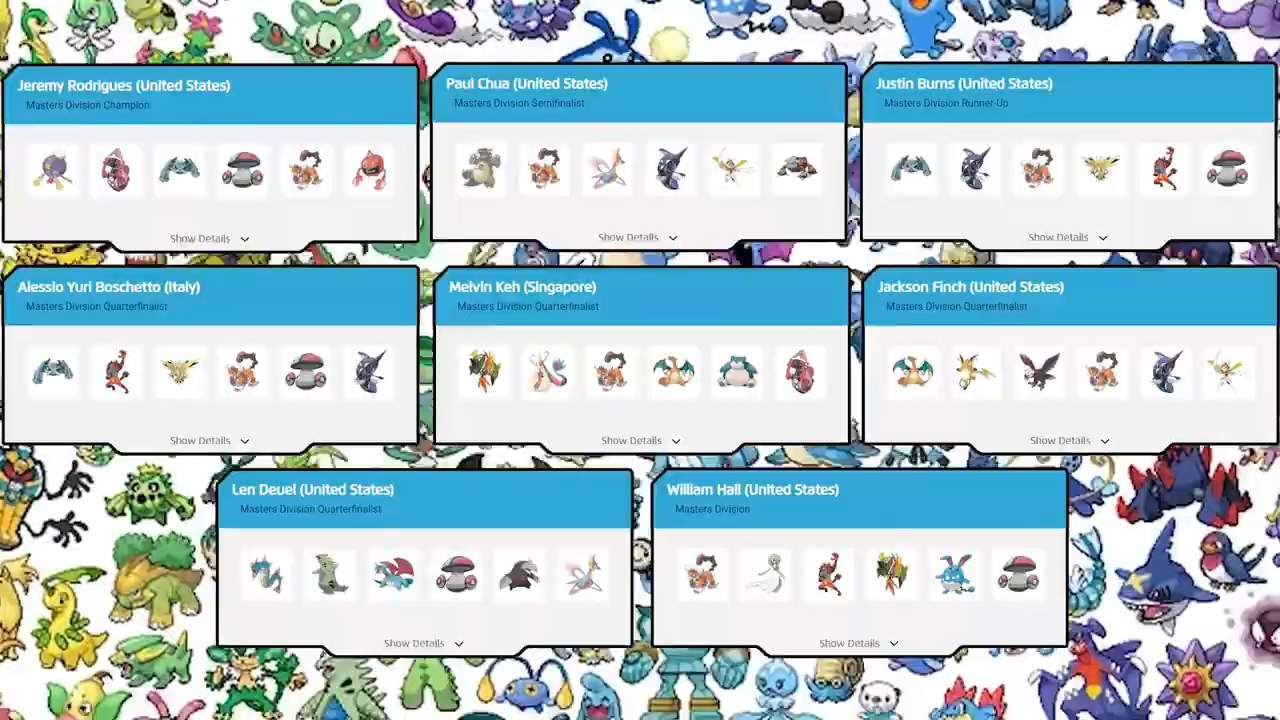 Jeremy Rodrigues (United States)
Masters Division Champion
Show Details
Paul Chua (United States)
Masters Division Semifinalist
Show Details
Justin Burns (United States)
Masters Division Runner-Up
Show Details
Alessio Yuri Boschetto (Italy)
Masters Division Quarterfinalist
Show Details
Melvin Keh (Singapore)
Masters Division Quarterfinalist
Show Details
Jackson Finch (United States)
Masters Division Quarterfinalist
Show Details
Len Deuel (United States)
Masters Division Quarterfinalist
Show Details
William Hall (United States)
Masters Division
Show Details